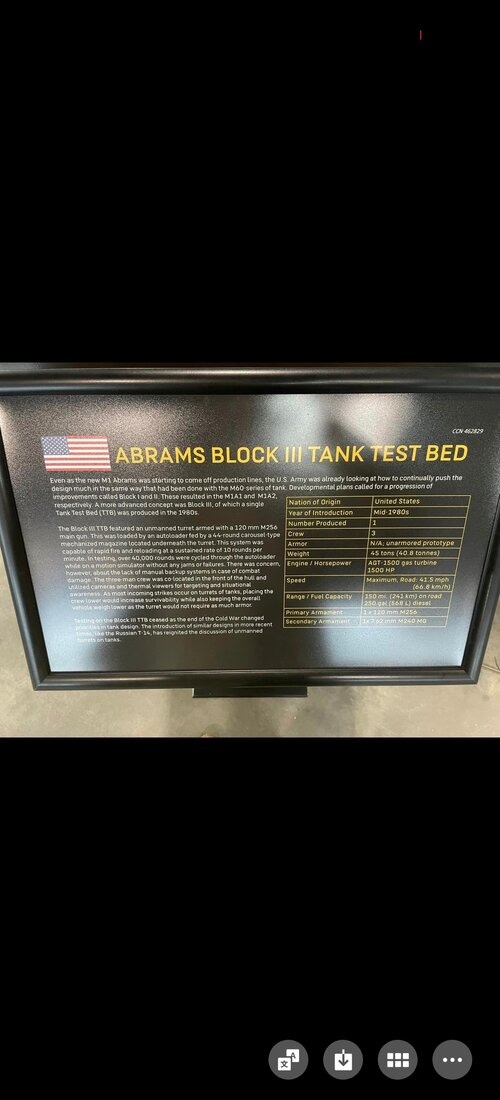 CCN 462829
ABRAMS BLOCK III TANK TEST BED
Even as the new M1 Abrams was starting to come off production lines, the U.S. Army was already looking at how to continually push the
design much in the same way that had been done with the M60-series of tank. Developmental plans called for a progression of
improvements called Block I and II. These resulted in the M1A1 and M1A2,
respectively. A more advanced concept was Block III, of which a single
Tank Test Bed (TTB) was produced in the 1980s.
The Block III TTB featured an unmanned turret armed with a 120 mm M256
main gun. This was loaded by an autoloader fed by a 44-round carousel-type
mechanized magazine located underneath the turret. This system was
capable of rapid fire and reloading at a sustained rate of 10 rounds per
minute. In testing, over 40,000 rounds were cycled through the autoloader
while on a motion simulator without any jams or failures. There was concern,
however, about the lack of manual backup systems in case of combat
damage. The three-man crew was co-located in the front of the hull and
utilized cameras and thermal viewers for targeting and situational
awareness. As most incoming strikes occur on turrets of tanks, placing the
crew lower would increase survivability while also keeping the overall
vehicle weigh lower as the turret would not require as much armor.
Testing on the Block III TTB ceased as the end of the Cold War changed
priorities in tank design. The introduction of similar designs in more recent
times, like the Russian T-14, has reignited the discussion of unmanned
turrets on tanks.
Nation of Origin United States
Year of Introduction Mid-1980s
Number Produced 1
Crew 3
Armor N/A; unarmored prototype
Weight 45 tons (40.8 tonnes)
Engine / Horsepower AGT-1500 gas turbine
1500 HP
Speed Maximum, Road: 41.5 mph
(66.8 km/h)
Range / Fuel Capacity 150 mi. (241 km) on road
250 gal (568 L) diesel
Primary Armament 1 x 120 mm M256
Secondary Armament 1x 7.62 mm M240 MG